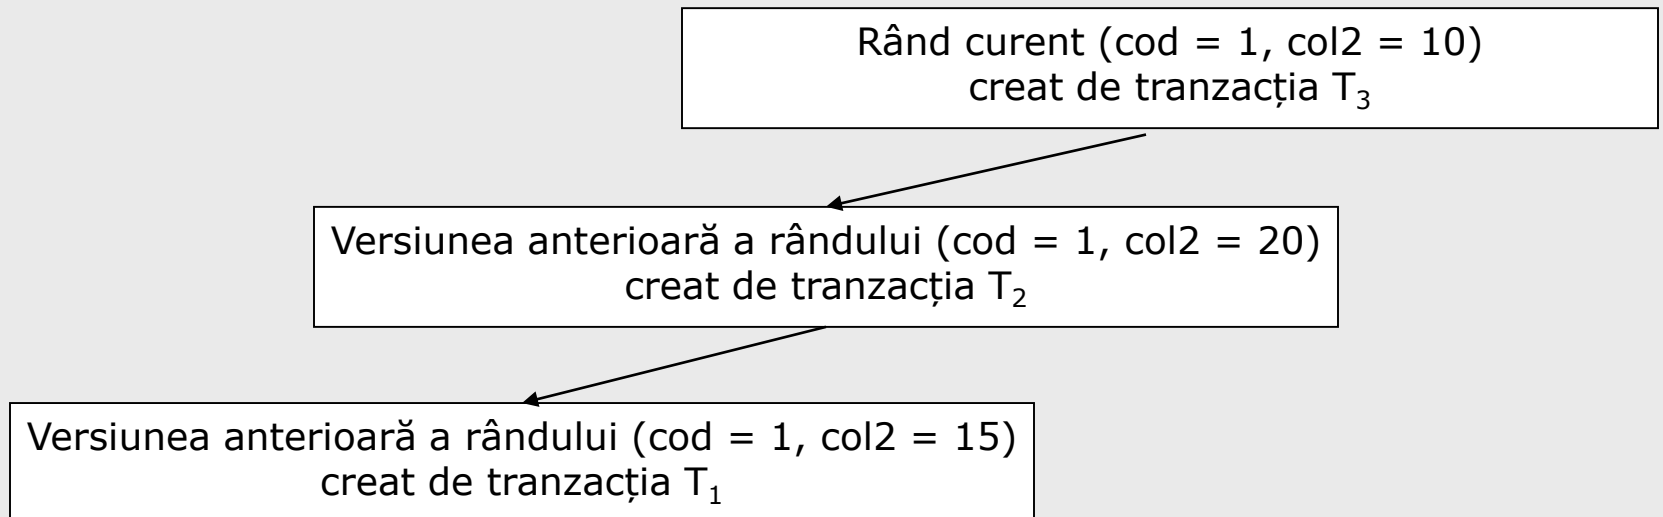 Rând curent (cod = 1, col2 = 10)
creat de tranzacția T₃
Versiunea anterioară a rândului (cod = 1, col2 = 20)
creat de tranzacția T₂
Versiunea anterioară a rândului (cod = 1, col2 = 15)
creat de tranzacția T₁